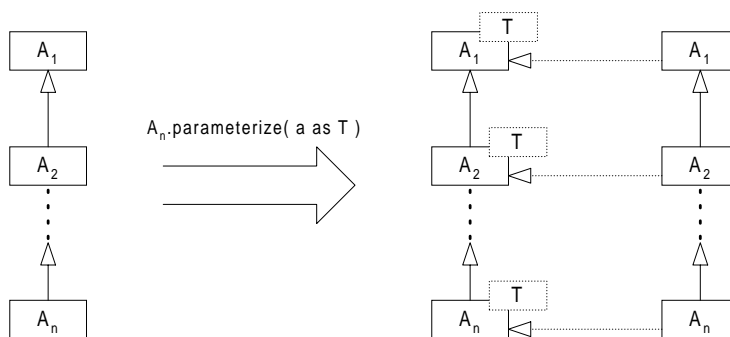 T
A₁
A₁
A₁
Aₙ.parameterize( a as T )
T
A₂
A₂
A₂
T
Aₙ
Aₙ
Aₙ